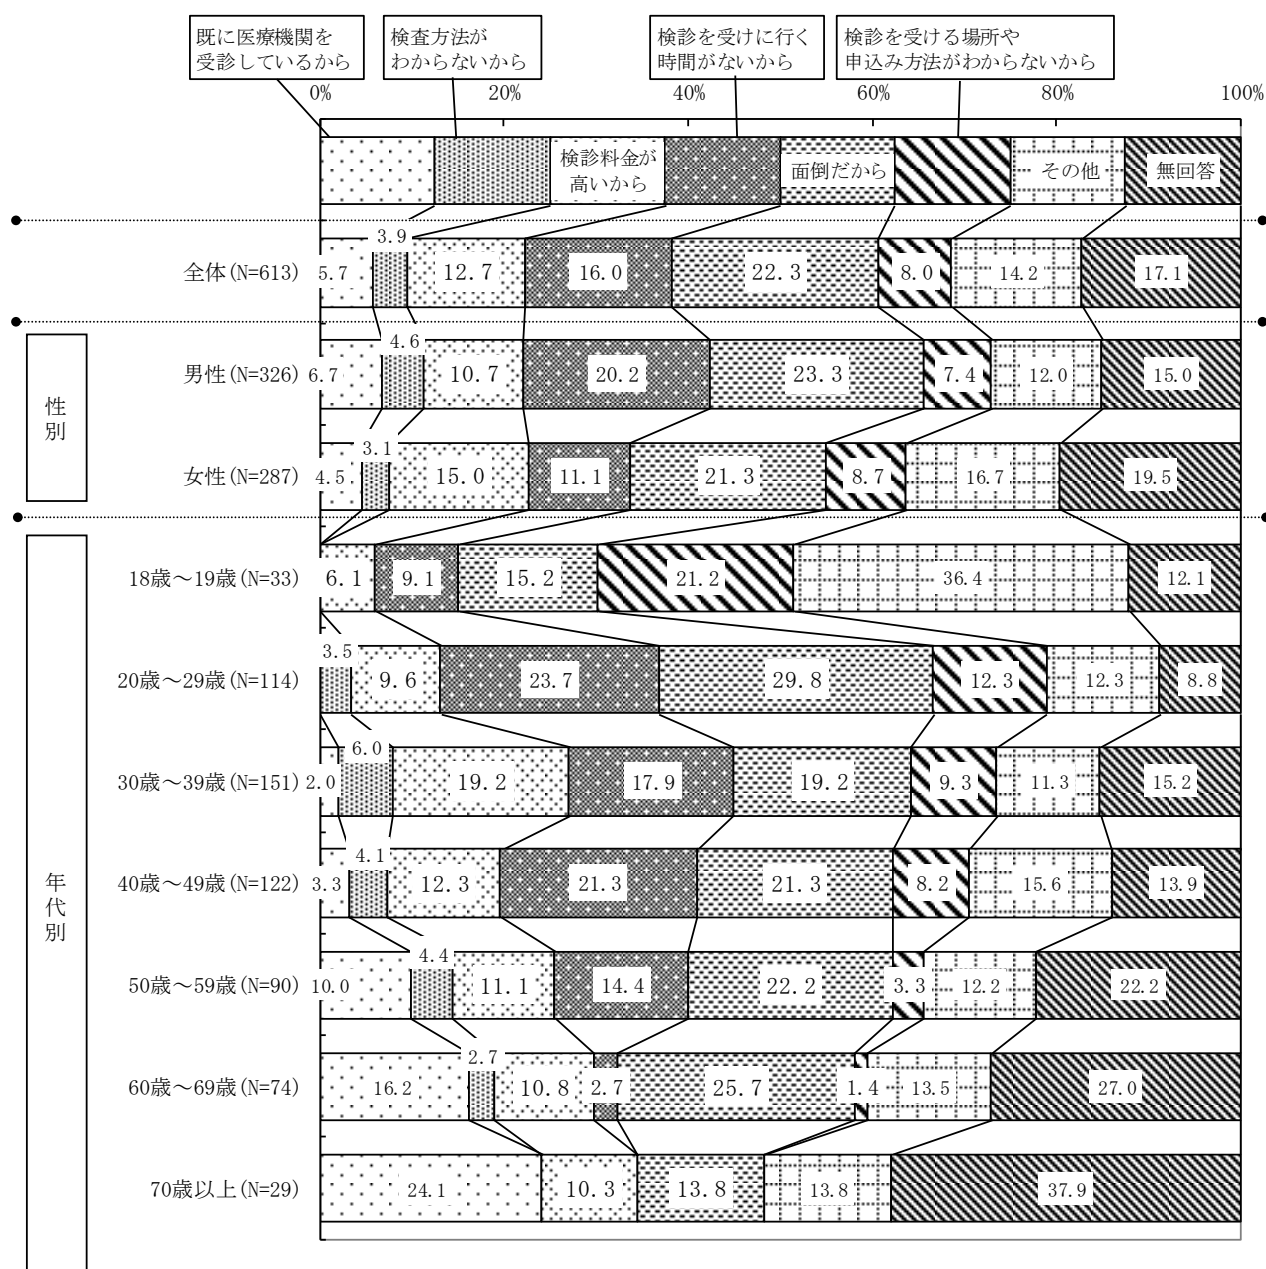 既に医療機関を
受診しているから
検査方法が
わからないから
検診を受けに行く
時間がないから
検診を受ける場所や
申込み方法がわからないから
0% 20% 40% 60% 80% 100%
検診料金が
高いから
面倒だから
その他
無回答
全体(N=613) 5.7 3.9 12.7 16.0 22.3 8.0 14.2 17.1
性別
男性(N=326) 6.7 4.6 10.7 20.2 23.3 7.4 12.0 15.0
女性(N=287) 4.5 3.1 15.0 11.1 21.3 8.7 16.7 19.5
年代別
18歳～19歳(N=33) 6.1 9.1 15.2 21.2 36.4 12.1
20歳～29歳(N=114) 3.5 9.6 23.7 29.8 12.3 12.3 8.8
30歳～39歳(N=151) 2.0 6.0 19.2 17.9 19.2 9.3 11.3 15.2
40歳～49歳(N=122) 3.3 4.1 12.3 21.3 21.3 8.2 15.6 13.9
50歳～59歳(N=90) 10.0 4.4 11.1 14.4 22.2 3.3 12.2 22.2
60歳～69歳(N=74) 16.2 2.7 10.8 2.7 25.7 1.4 13.5 27.0
70歳以上(N=29) 24.1 10.3 13.8 13.8 37.9